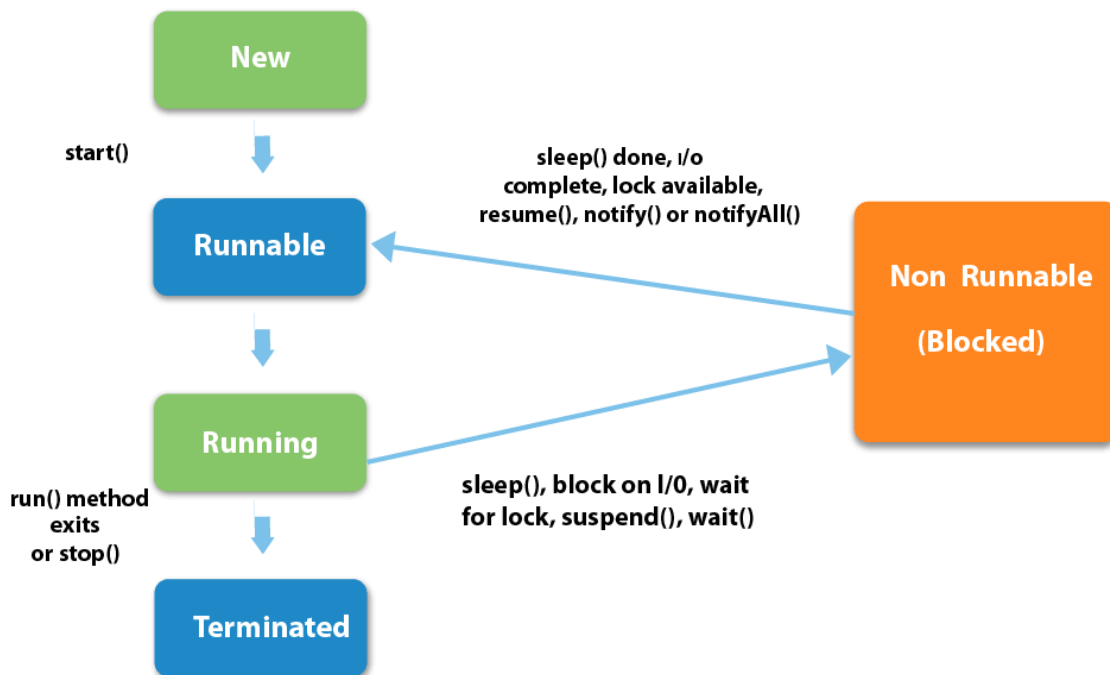 New
start()
sleep() done, I/o
complete, lock available,
resume(), notify() or notifyAll()
Runnable
Non Runnable
(Blocked)
Running
sleep(), block on I/0, wait
for lock, suspend(), wait()
run() method
exits
or stop()
Terminated